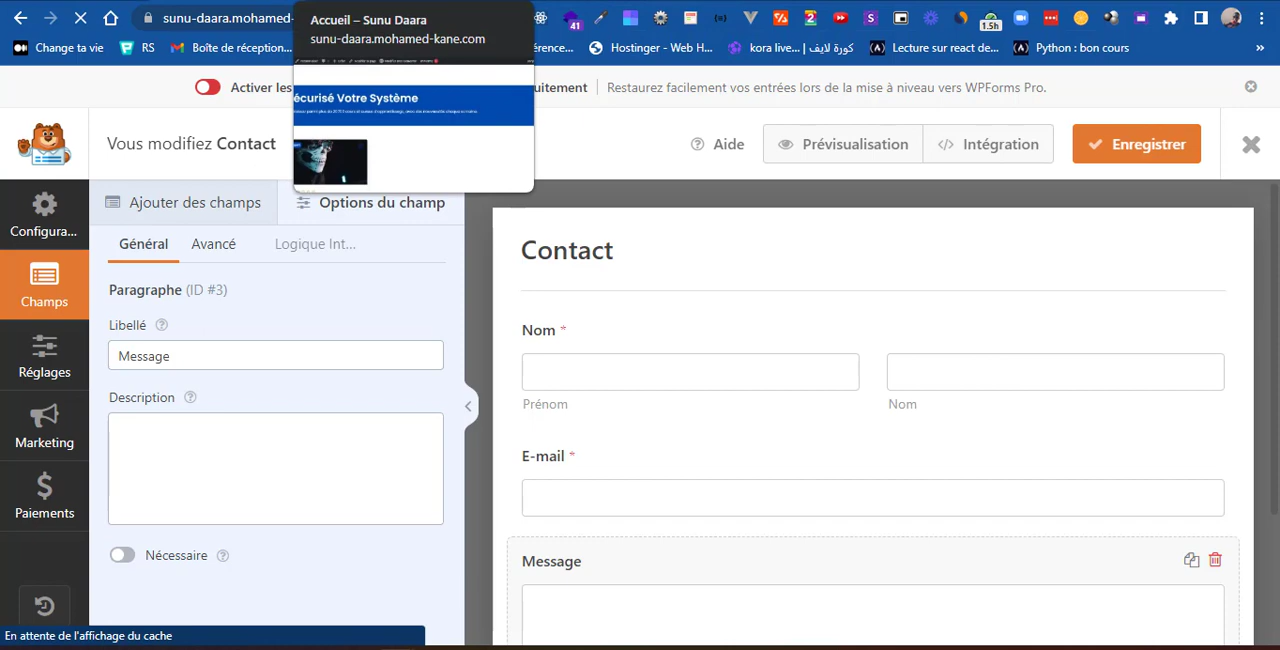 sunu-daara.mohamed-
Accueil – Sunu Daara
sunu-daara.mohamed-kane.com
41
1.5h
Change ta vie
RS
Boîte de réception...
érence...
Hostinger - Web H...
kora live... | كورة لايف
Lecture sur react de...
Python : bon cours
»
écurisé Votre Système
Activer les
uitement
Restaurez facilement vos entrées lors de la mise à niveau vers WPForms Pro.
Vous modifiez Contact
Aide
Prévisualisation
Intégration
Enregistrer
Configura...
Champs
Réglages
Marketing
Paiements
Ajouter des champs
Options du champ
Général
Avancé
Logique Int...
Paragraphe (ID #3)
Libellé
Message
Description
Nécessaire
Contact
Nom *
Prénom
Nom
E-mail *
Message
En attente de l'affichage du cache